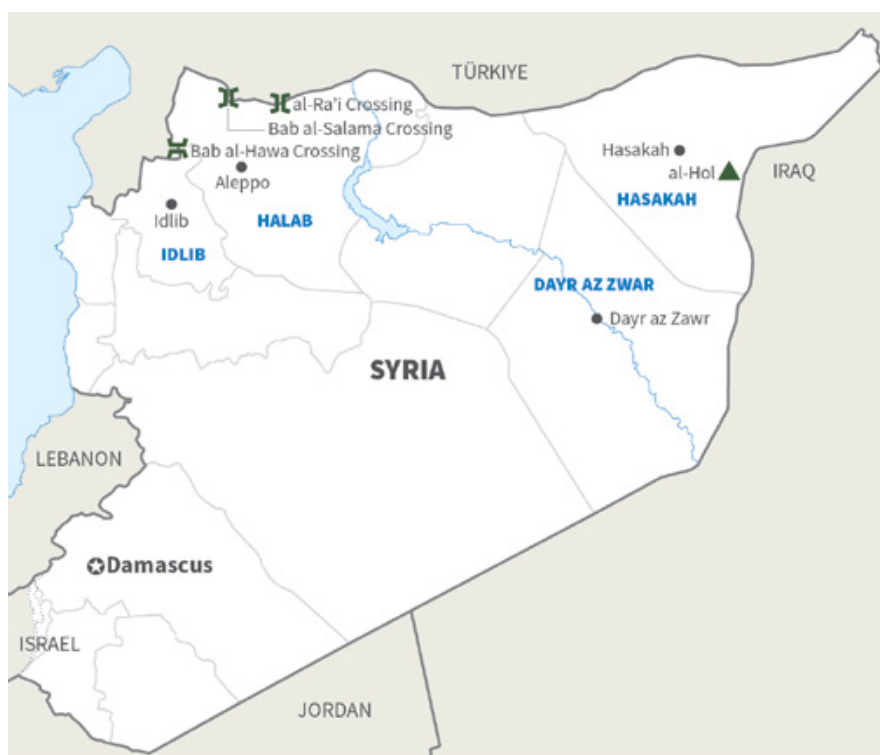 TÜRKIYE
al-Ra'i Crossing
Bab al-Salama Crossing
Bab al-Hawa Crossing
Hasakah
Aleppo
al-Hol
IRAQ
HASAKAH
Idlib
HALAB
IDLIB
DAYR AZ ZWAR
Dayr az Zawr
SYRIA
LEBANON
Damascus
ISRAEL
JORDAN